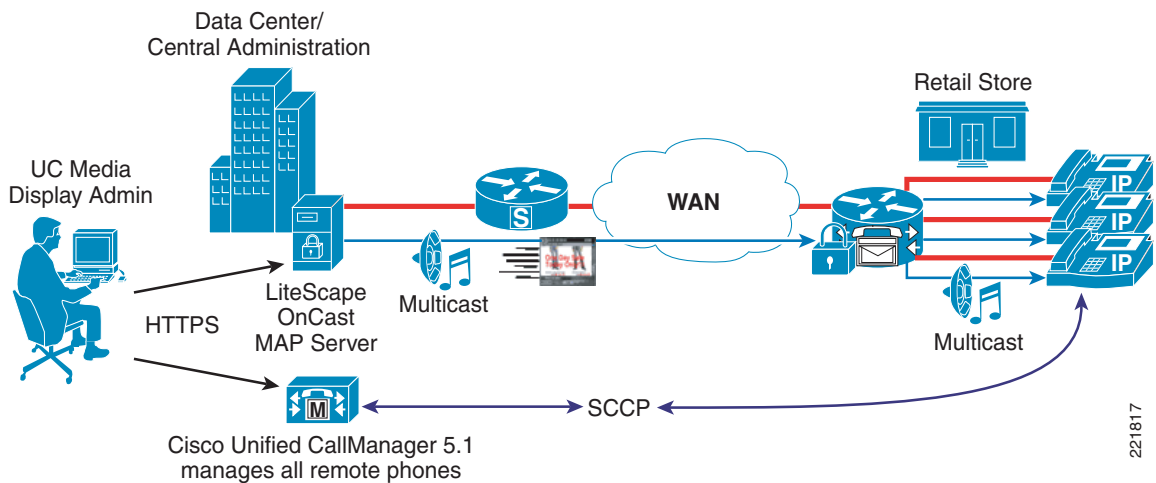 Data Center/
Central Administration
Retail Store
UC Media
Display Admin
IP
IP
IP
WAN
S
LiteScape
OnCast
MAP Server
Multicast
Multicast
HTTPS
M
SCCP
Cisco Unified CallManager 5.1
manages all remote phones
221817